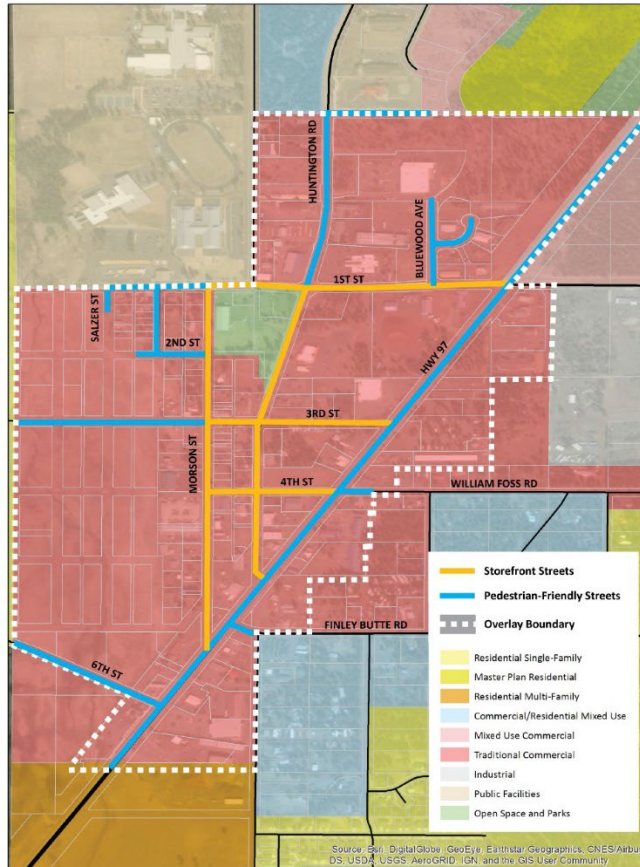 HUNTINGTON RD
BLUEWOOD AVE
1ST ST
SALZER ST
2ND ST
HWY 97
3RD ST
MORSON ST
4TH ST
WILLIAM FOSS RD
FINLEY BUTTE RD
6TH ST
Storefront Streets
Pedestrian-Friendly Streets
Overlay Boundary
Residential Single-Family
Master Plan Residential
Residential Multi-Family
Commercial/Residential Mixed Use
Mixed Use Commercial
Traditional Commercial
Industrial
Public Facilities
Open Space and Parks
Source: Esri, DigitalGlobe, GeoEye, Earthstar Geographics, CNES/Airbu
DS, USDA, USGS, AeroGRID, IGN, and the GIS User Community